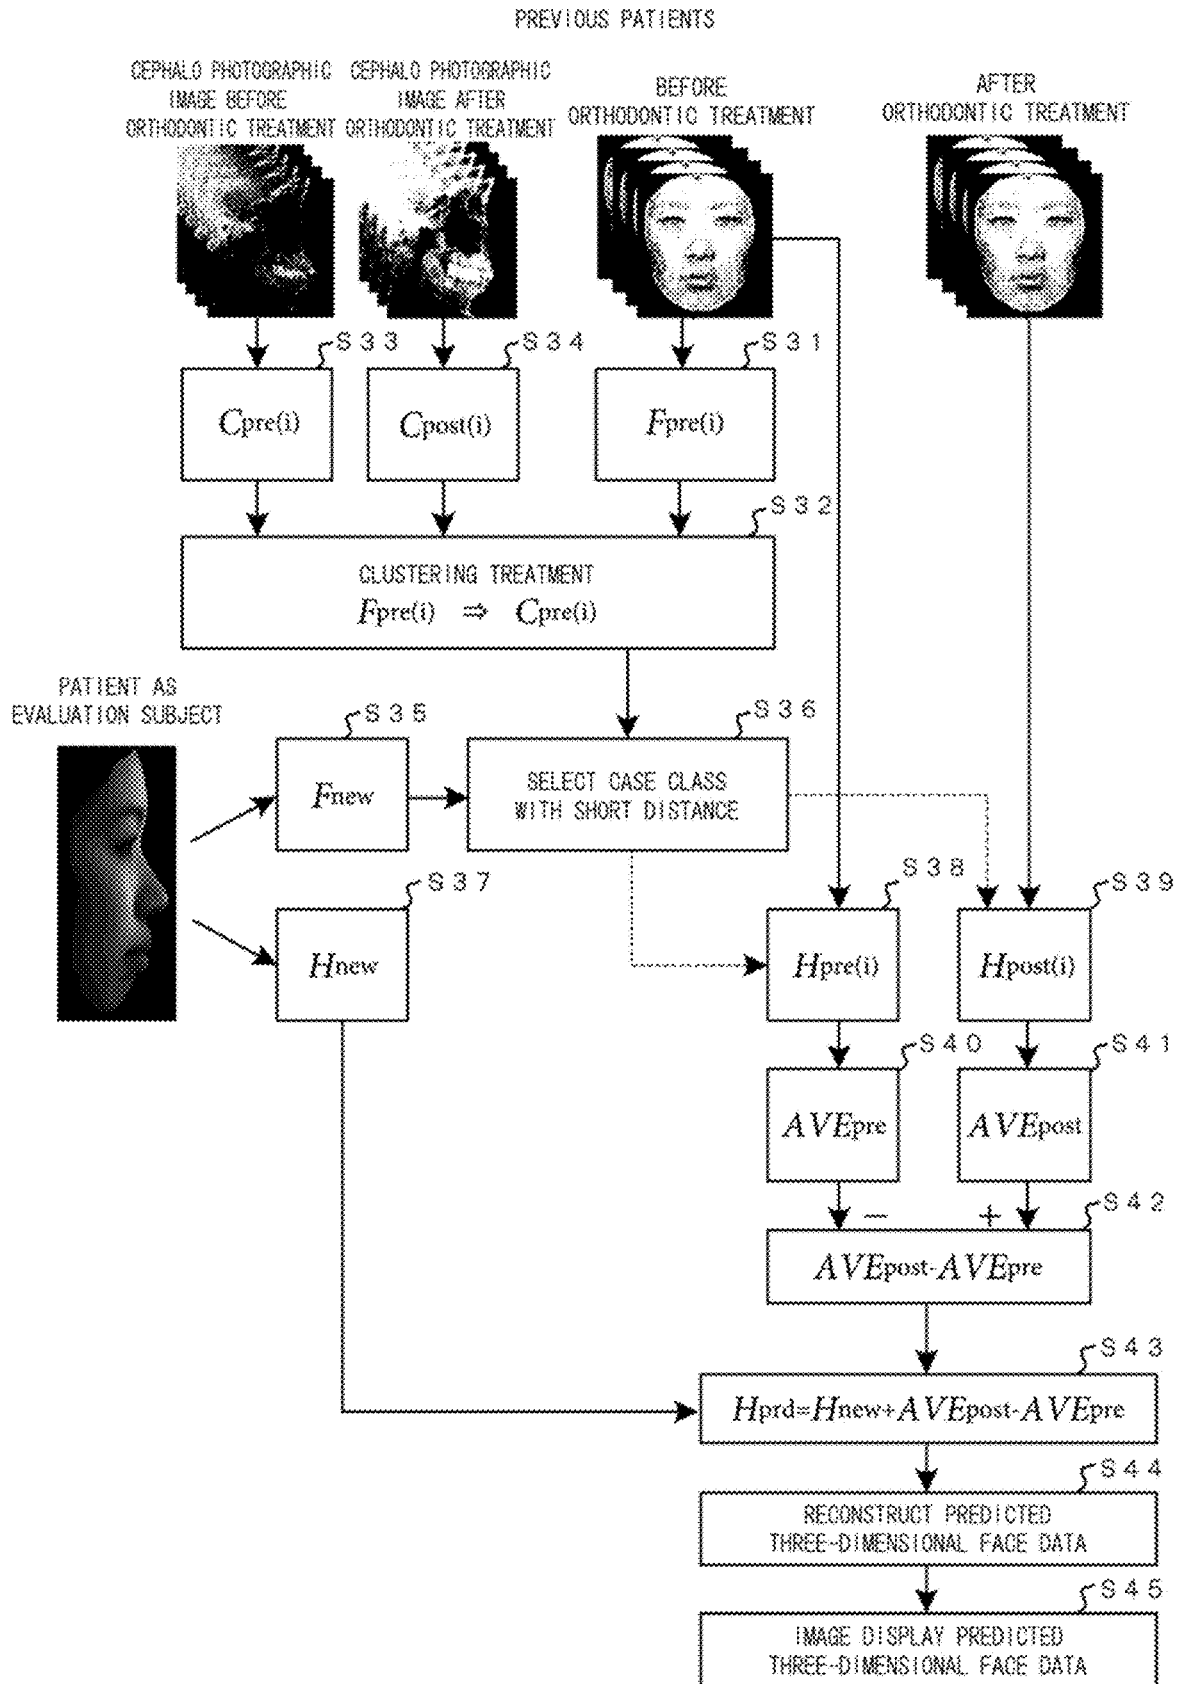 PREVIOUS PATIENTS
CEPHALO PHOTOGRAPHIC
IMAGE BEFORE
ORTHODONTIC TREATMENT
CEPHALO PHOTOGRAPHIC
IMAGE AFTER
ORTHODONTIC TREATMENT
BEFORE
ORTHODONTIC TREATMENT
AFTER
ORTHODONTIC TREATMENT
S33
S34
S31
Cpre(i)
Cpost(i)
Fpre(i)
S32
CLUSTERING TREATMENT
Fpre(i) ⇒ Cpre(i)
PATIENT AS
EVALUATION SUBJECT
S35
S36
Fnew
SELECT CASE CLASS
WITH SHORT DISTANCE
S37
S38
S39
Hnew
Hpre(i)
Hpost(i)
S40
S41
AVEpre
AVEpost
− +
S42
AVEpost-AVEpre
S43
Hprd=Hnew+AVEpost-AVEpre
S44
RECONSTRUCT PREDICTED
THREE-DIMENSIONAL FACE DATA
S45
IMAGE DISPLAY PREDICTED
THREE-DIMENSIONAL FACE DATA